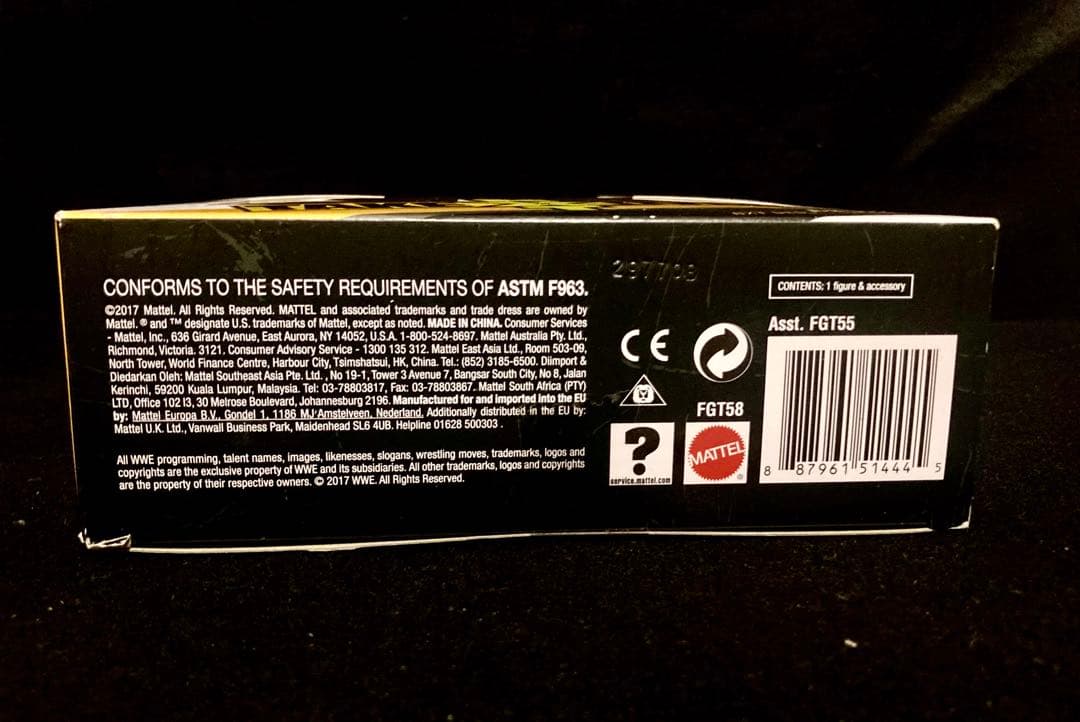 CONFORMS TO THE SAFETY REQUIREMENTS OF ASTM F963.
©2017 Mattel. All Rights Reserved. MATTEL and associated trademarks and trade dress are owned by
Mattel. ® and ™ designate U.S. trademarks of Mattel, except as noted. MADE IN CHINA. Consumer Services
- Mattel, Inc., 636 Girard Avenue, East Aurora, NY 14052, U.S.A. 1-800-524-8697. Mattel Australia Pty. Ltd.,
Richmond, Victoria. 3121. Consumer Advisory Service - 1300 135 312. Mattel East Asia Ltd., Room 503-09,
North Tower, World Finance Centre, Harbour City, Tsimshatsui, HK, China. Tel.: (852) 3185-6500. Diimport &
Diedarkan Oleh: Mattel Southeast Asia Pte. Ltd. , No 19-1, Tower 3 Avenue 7, Bangsar South City, No 8, Jalan
Kerinchi, 59200 Kuala Lumpur, Malaysia. Tel: 03-78803817, Fax: 03-78803867. Mattel South Africa (PTY)
LTD, Office 102 I3, 30 Melrose Boulevard, Johannesburg 2196. Manufactured for and imported into the EU
by: Mattel Europa B.V., Gondel 1, 1186 MJ Amstelveen, Nederland. Additionally distributed in the EU by:
Mattel U.K. Ltd., Vanwall Business Park, Maidenhead SL6 4UB. Helpline 01628 500303 .
All WWE programming, talent names, images, likenesses, slogans, wrestling moves, trademarks, logos and
copyrights are the exclusive property of WWE and its subsidiaries. All other trademarks, logos and copyrights
are the property of their respective owners. © 2017 WWE. All Rights Reserved.
CE
?
service.mattel.com
FGT58
MATTEL
®
CONTENTS: 1 figure & accessory
Asst. FGT55
8 87961 51444 5